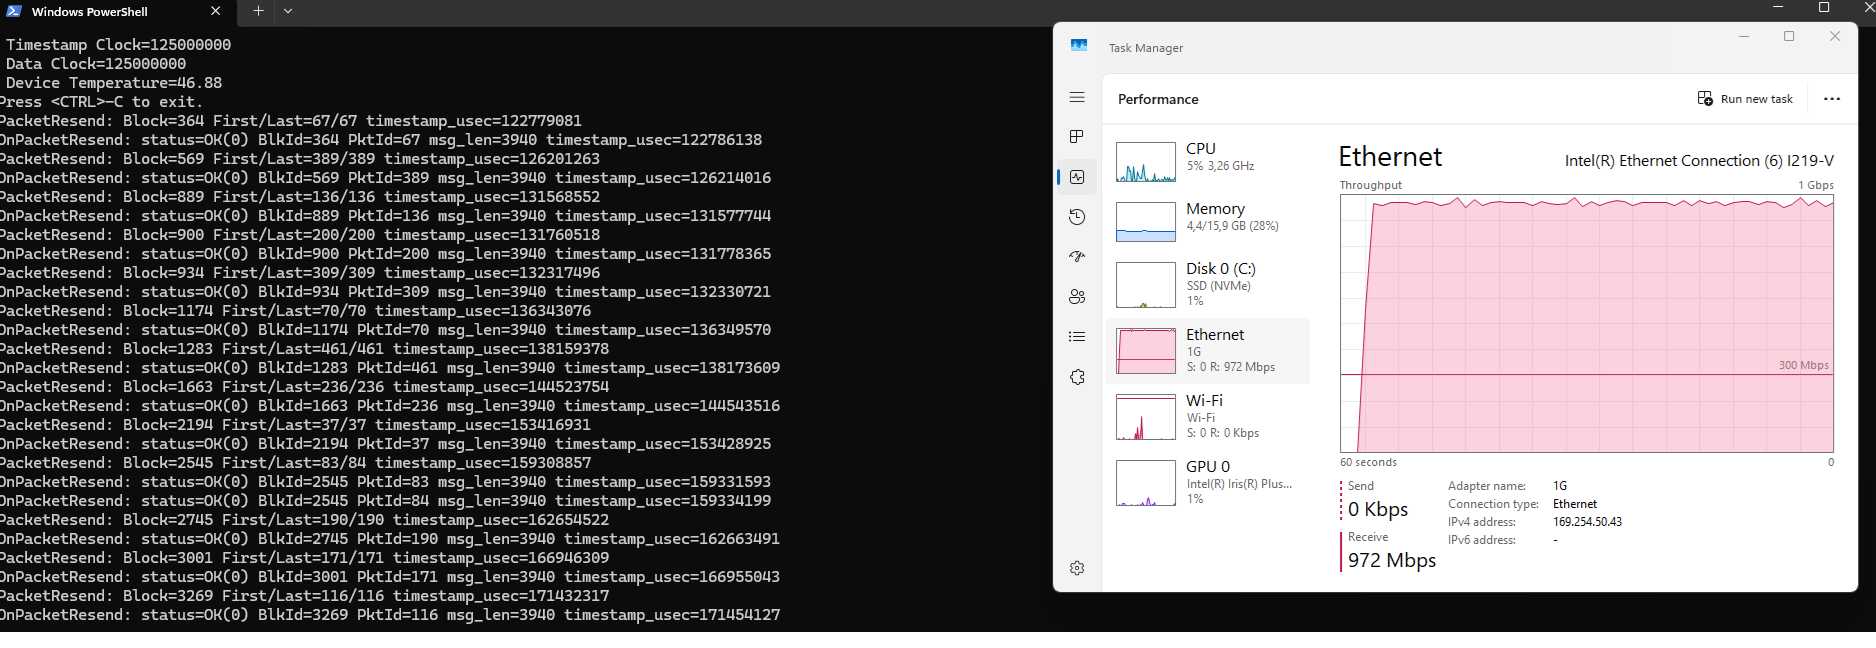 Windows PowerShell
Timestamp Clock=125000000
Data Clock=125000000
Device Temperature=46.88
Press <CTRL>-C to exit.
PacketResend: Block=364 First/Last=67/67 timestamp_usec=122779081
OnPacketResend: status=OK(0) BlkId=364 PktId=67 msg_len=3940 timestamp_usec=122786138
PacketResend: Block=569 First/Last=389/389 timestamp_usec=126201263
OnPacketResend: status=OK(0) BlkId=569 PktId=389 msg_len=3940 timestamp_usec=126214016
PacketResend: Block=889 First/Last=136/136 timestamp_usec=131568552
OnPacketResend: status=OK(0) BlkId=889 PktId=136 msg_len=3940 timestamp_usec=131577744
PacketResend: Block=900 First/Last=200/200 timestamp_usec=131760518
OnPacketResend: status=OK(0) BlkId=900 PktId=200 msg_len=3940 timestamp_usec=131778365
PacketResend: Block=934 First/Last=309/309 timestamp_usec=132317496
OnPacketResend: status=OK(0) BlkId=934 PktId=309 msg_len=3940 timestamp_usec=132330721
PacketResend: Block=1174 First/Last=70/70 timestamp_usec=136343076
OnPacketResend: status=OK(0) BlkId=1174 PktId=70 msg_len=3940 timestamp_usec=136349570
PacketResend: Block=1283 First/Last=461/461 timestamp_usec=138159378
OnPacketResend: status=OK(0) BlkId=1283 PktId=461 msg_len=3940 timestamp_usec=138173609
PacketResend: Block=1663 First/Last=236/236 timestamp_usec=144523754
OnPacketResend: status=OK(0) BlkId=1663 PktId=236 msg_len=3940 timestamp_usec=144543516
PacketResend: Block=2194 First/Last=37/37 timestamp_usec=153416931
OnPacketResend: status=OK(0) BlkId=2194 PktId=37 msg_len=3940 timestamp_usec=153428925
PacketResend: Block=2545 First/Last=83/84 timestamp_usec=159308857
OnPacketResend: status=OK(0) BlkId=2545 PktId=83 msg_len=3940 timestamp_usec=159331593
OnPacketResend: status=OK(0) BlkId=2545 PktId=84 msg_len=3940 timestamp_usec=159334199
PacketResend: Block=2745 First/Last=190/190 timestamp_usec=162654522
OnPacketResend: status=OK(0) BlkId=2745 PktId=190 msg_len=3940 timestamp_usec=162663491
PacketResend: Block=3001 First/Last=171/171 timestamp_usec=166946309
OnPacketResend: status=OK(0) BlkId=3001 PktId=171 msg_len=3940 timestamp_usec=166955043
PacketResend: Block=3269 First/Last=116/116 timestamp_usec=171432317
OnPacketResend: status=OK(0) BlkId=3269 PktId=116 msg_len=3940 timestamp_usec=171454127
Task Manager
Performance
Run new task
CPU
5% 3,26 GHz
Memory
4,4/15,9 GB (28%)
Disk 0 (C:)
SSD (NVMe)
1%
Ethernet
1G
S: 0 R: 972 Mbps
Wi-Fi
Wi-Fi
S: 0 R: 0 Kbps
GPU 0
Intel(R) Iris(R) Plus...
1%
Ethernet
Intel(R) Ethernet Connection (6) I219-V
Throughput
1 Gbps
300 Mbps
60 seconds
0
Send
0 Kbps
Receive
972 Mbps
Adapter name: 1G
Connection type: Ethernet
IPv4 address: 169.254.50.43
IPv6 address: -